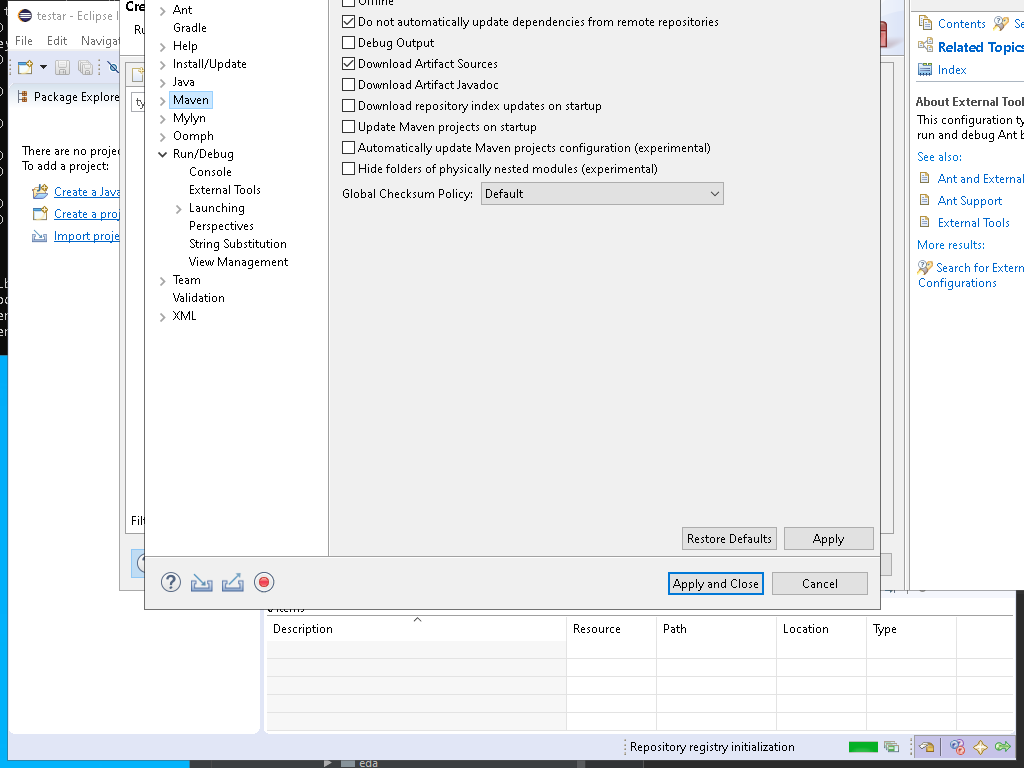 testar - Eclipse I
File Edit Navigat
Package Explore
There are no projec
To add a project:
Create a Java
Create a proj
Import proje
Cre
Ru
ty
Filt
Ant
Gradle
Help
Install/Update
Java
Maven
Mylyn
Oomph
Run/Debug
Console
External Tools
Launching
Perspectives
String Substitution
View Management
Team
Validation
XML
Offline
Do not automatically update dependencies from remote repositories
Debug Output
Download Artifact Sources
Download Artifact Javadoc
Download repository index updates on startup
Update Maven projects on startup
Automatically update Maven projects configuration (experimental)
Hide folders of physically nested modules (experimental)
Global Checksum Policy: Default
Restore Defaults Apply
Apply and Close Cancel
Contents Se
Related Topics
Index
About External Tool
This configuration ty
run and debug Ant b
See also:
Ant and External
Ant Support
External Tools
More results:
Search for Extern
Configurations
0 items
Description Resource Path Location Type
Repository registry initialization
eda